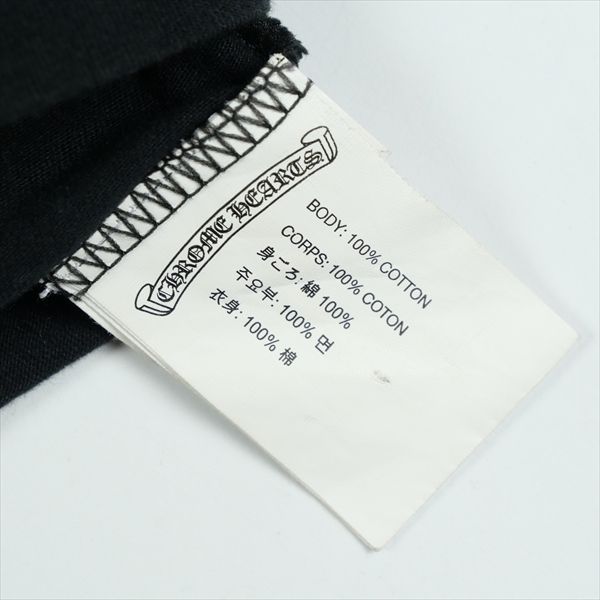 CHROME HEARTS
BODY: 100% COTTON
CORPS: 100% COTON
身ごろ: 綿 100%
주요부: 100% 면
衣身: 100% 棉